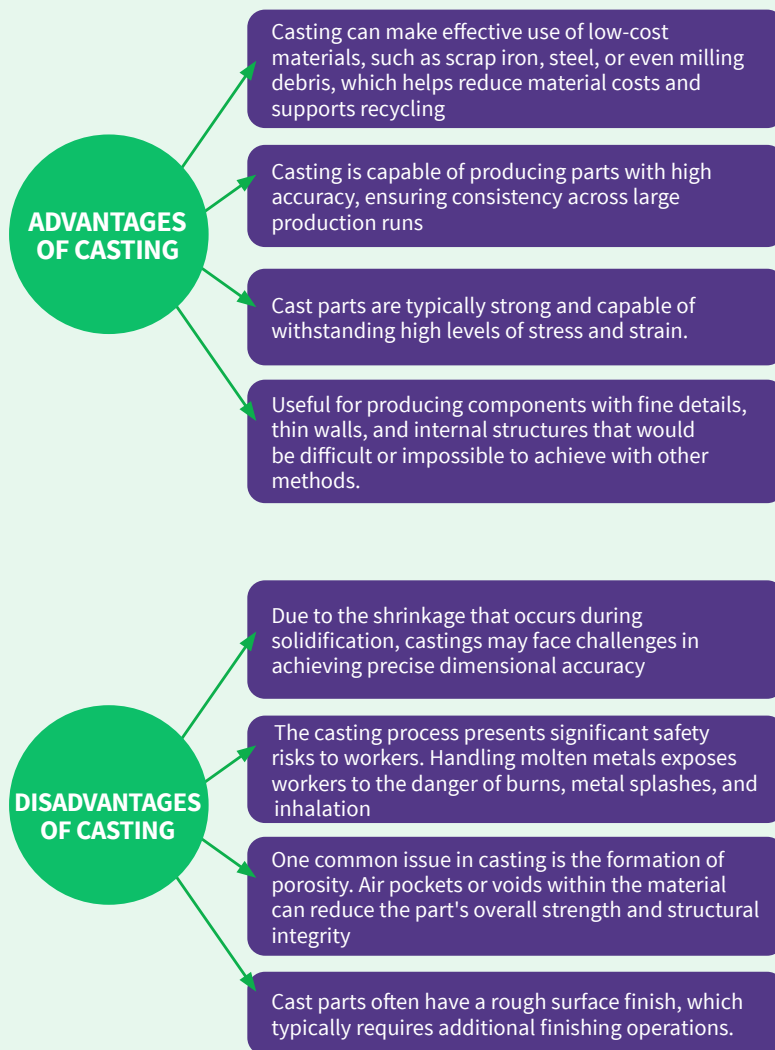 ADVANTAGES
OF CASTING
Casting can make effective use of low-cost
materials, such as scrap iron, steel, or even milling
debris, which helps reduce material costs and
supports recycling
Casting is capable of producing parts with high
accuracy, ensuring consistency across large
production runs
Cast parts are typically strong and capable of
withstanding high levels of stress and strain.
Useful for producing components with fine details,
thin walls, and internal structures that would
be difficult or impossible to achieve with other
methods.
DISADVANTAGES
OF CASTING
Due to the shrinkage that occurs during
solidification, castings may face challenges in
achieving precise dimensional accuracy
The casting process presents significant safety
risks to workers. Handling molten metals exposes
workers to the danger of burns, metal splashes, and
inhalation
One common issue in casting is the formation of
porosity. Air pockets or voids within the material
can reduce the part's overall strength and structural
integrity
Cast parts often have a rough surface finish, which
typically requires additional finishing operations.